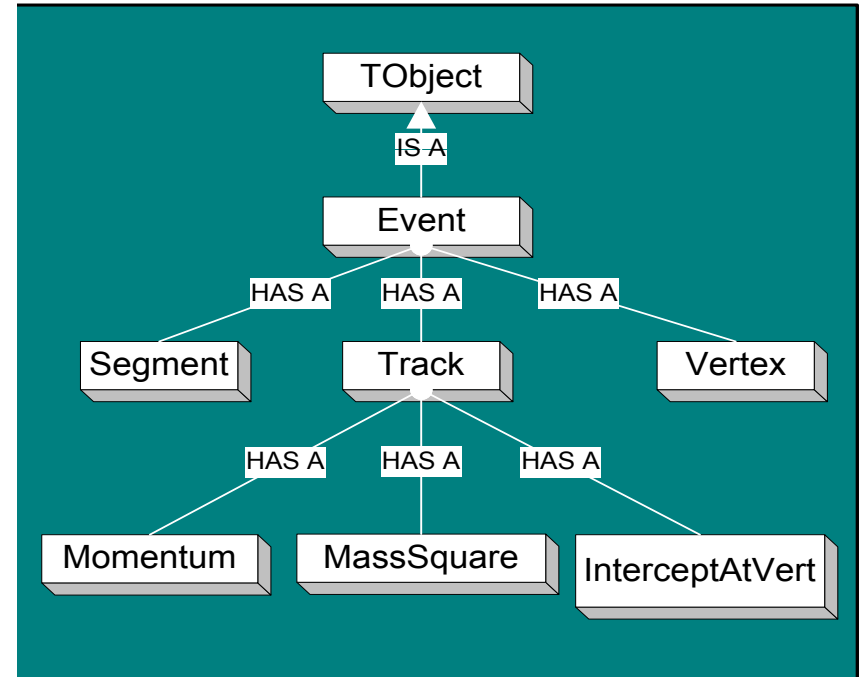 TObject
IS A
Event
HAS A HAS A HAS A
Segment Track Vertex
HAS A HAS A HAS A
Momentum MassSquare InterceptAtVert